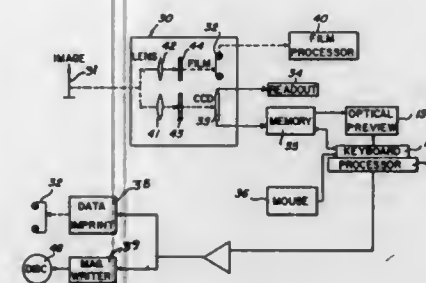 30
32
40
IMAGE
31
LENS
42
44
FILM
FILM
PROCESSOR
34
READOUT
CCD
41
43
33
MEMORY
35
OPTICAL
PREVIEW
KEYBOARD
PROCESSOR
36
MOUSE
32
DATA
IMPRINT
38
46
DISC
MAG
WRITER
39